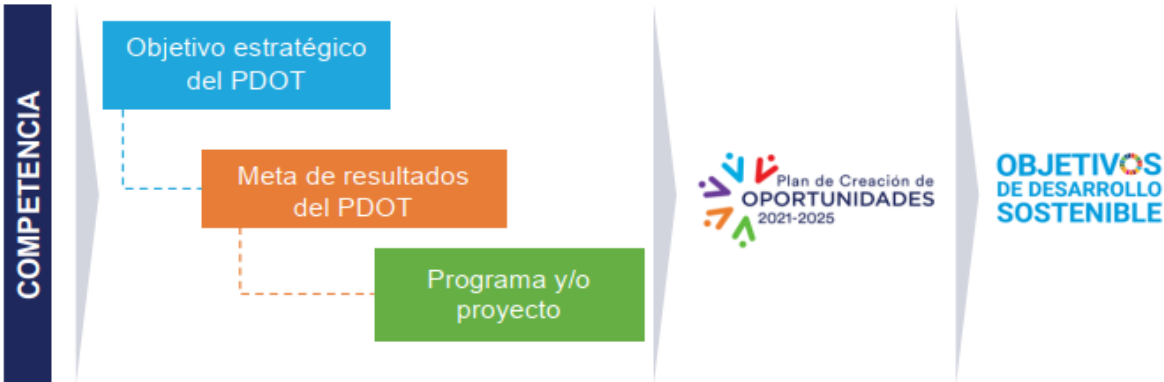 COMPETENCIA
Objetivo estratégico
del PDOT
Meta de resultados
del PDOT
Programa y/o
proyecto
Plan de Creación de
OPORTUNIDADES
2021-2025
OBJETIVOS
DE DESARROLLO
SOSTENIBLE